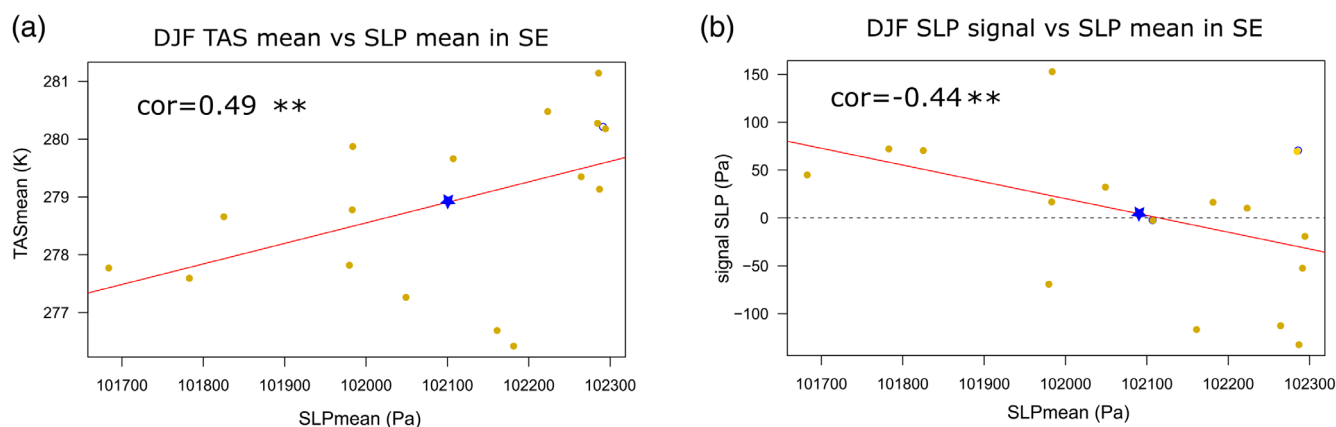 (a)
DJF TAS mean vs SLP mean in SE
cor=0.49 **
TASmean (K)
281
280
279
278
277
101700 101800 101900 102000 102100 102200 102300
SLPmean (Pa)
(b)
DJF SLP signal vs SLP mean in SE
cor=-0.44**
signal SLP (Pa)
150
100
50
0
−50
−100
101700 101800 101900 102000 102100 102200 102300
SLPmean (Pa)